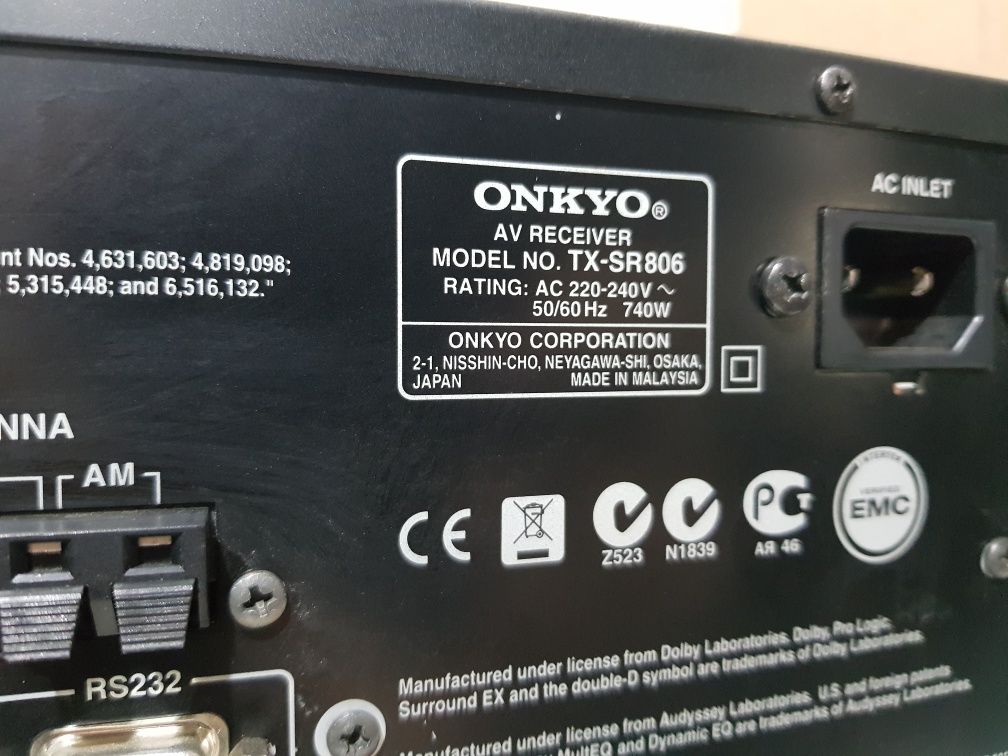 AC INLET
ONKYO®
AV RECEIVER
MODEL NO. TX-SR806
RATING: AC 220-240V ~
50/60 Hz 740W
ONKYO CORPORATION
2-1, NISSHIN-CHO, NEYAGAWA-SHI, OSAKA,
JAPAN MADE IN MALAYSIA
nt Nos. 4,631,603; 4,819,098;
; 5,315,448; and 6,516,132."
NNA
AM
CE
Z523
N1839
РСТ
АЯ 46
INTERTEK
VERIFIED
EMC
RS232
Manufactured under license from Dolby Laboratories. Dolby, Pro Logic,
Surround EX and the double-D symbol are trademarks of Dolby Laboratories.
Manufactured under license from Audyssey Laboratories. U.S. and foreign patents
MultEQ and Dynamic EQ are trademarks of Audyssey Laboratories.